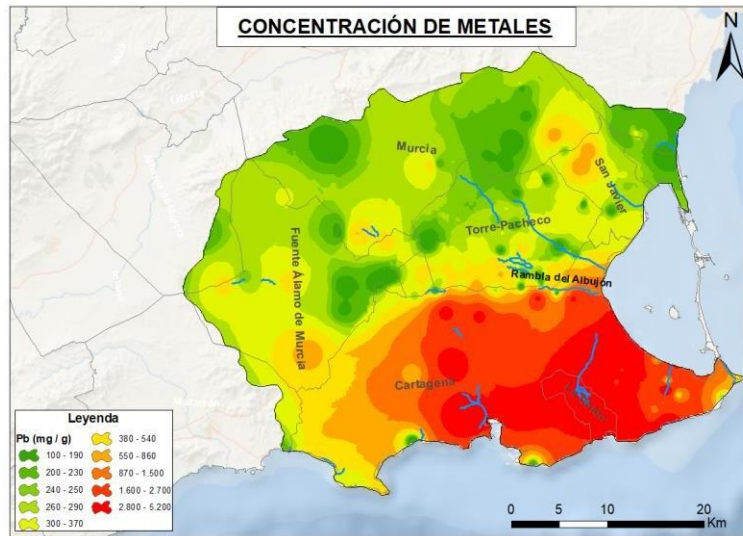 CONCENTRACIÓN DE METALES
N
Murcia
San Javier
Torre-Pacheco
Fuente Álamo de Murcia
Rambla del Albujón
Cartagena
Leyenda
Pb (mg / g)
100 - 190
200 - 230
240 - 250
260 - 290
300 - 370
380 - 540
550 - 860
870 - 1.500
1.600 - 2.700
2.800 - 5.200
0 5 10 20
Km